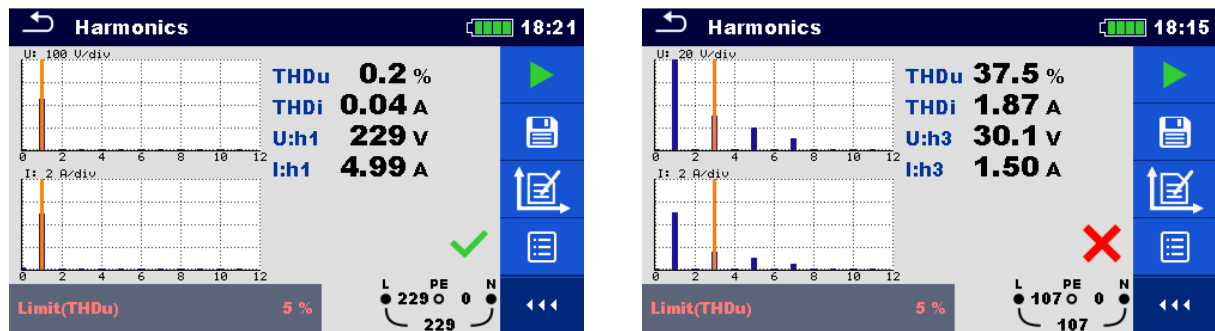 Harmonics 18:21
U: 100 V/div
THDu 0.2 %
THDi 0.04 A
U:h1 229 V
I:h1 4.99 A
0 2 4 6 8 10 12
I: 2 A/div
0 2 4 6 8 10 12
L PE N
229 0
229
Limit(THDu) 5 %
Harmonics 18:15
U: 20 V/div
THDu 37.5 %
THDi 1.87 A
U:h3 30.1 V
I:h3 1.50 A
0 2 4 6 8 10 12
I: 2 A/div
0 2 4 6 8 10 12
L PE N
107 0
107
Limit(THDu) 5 %